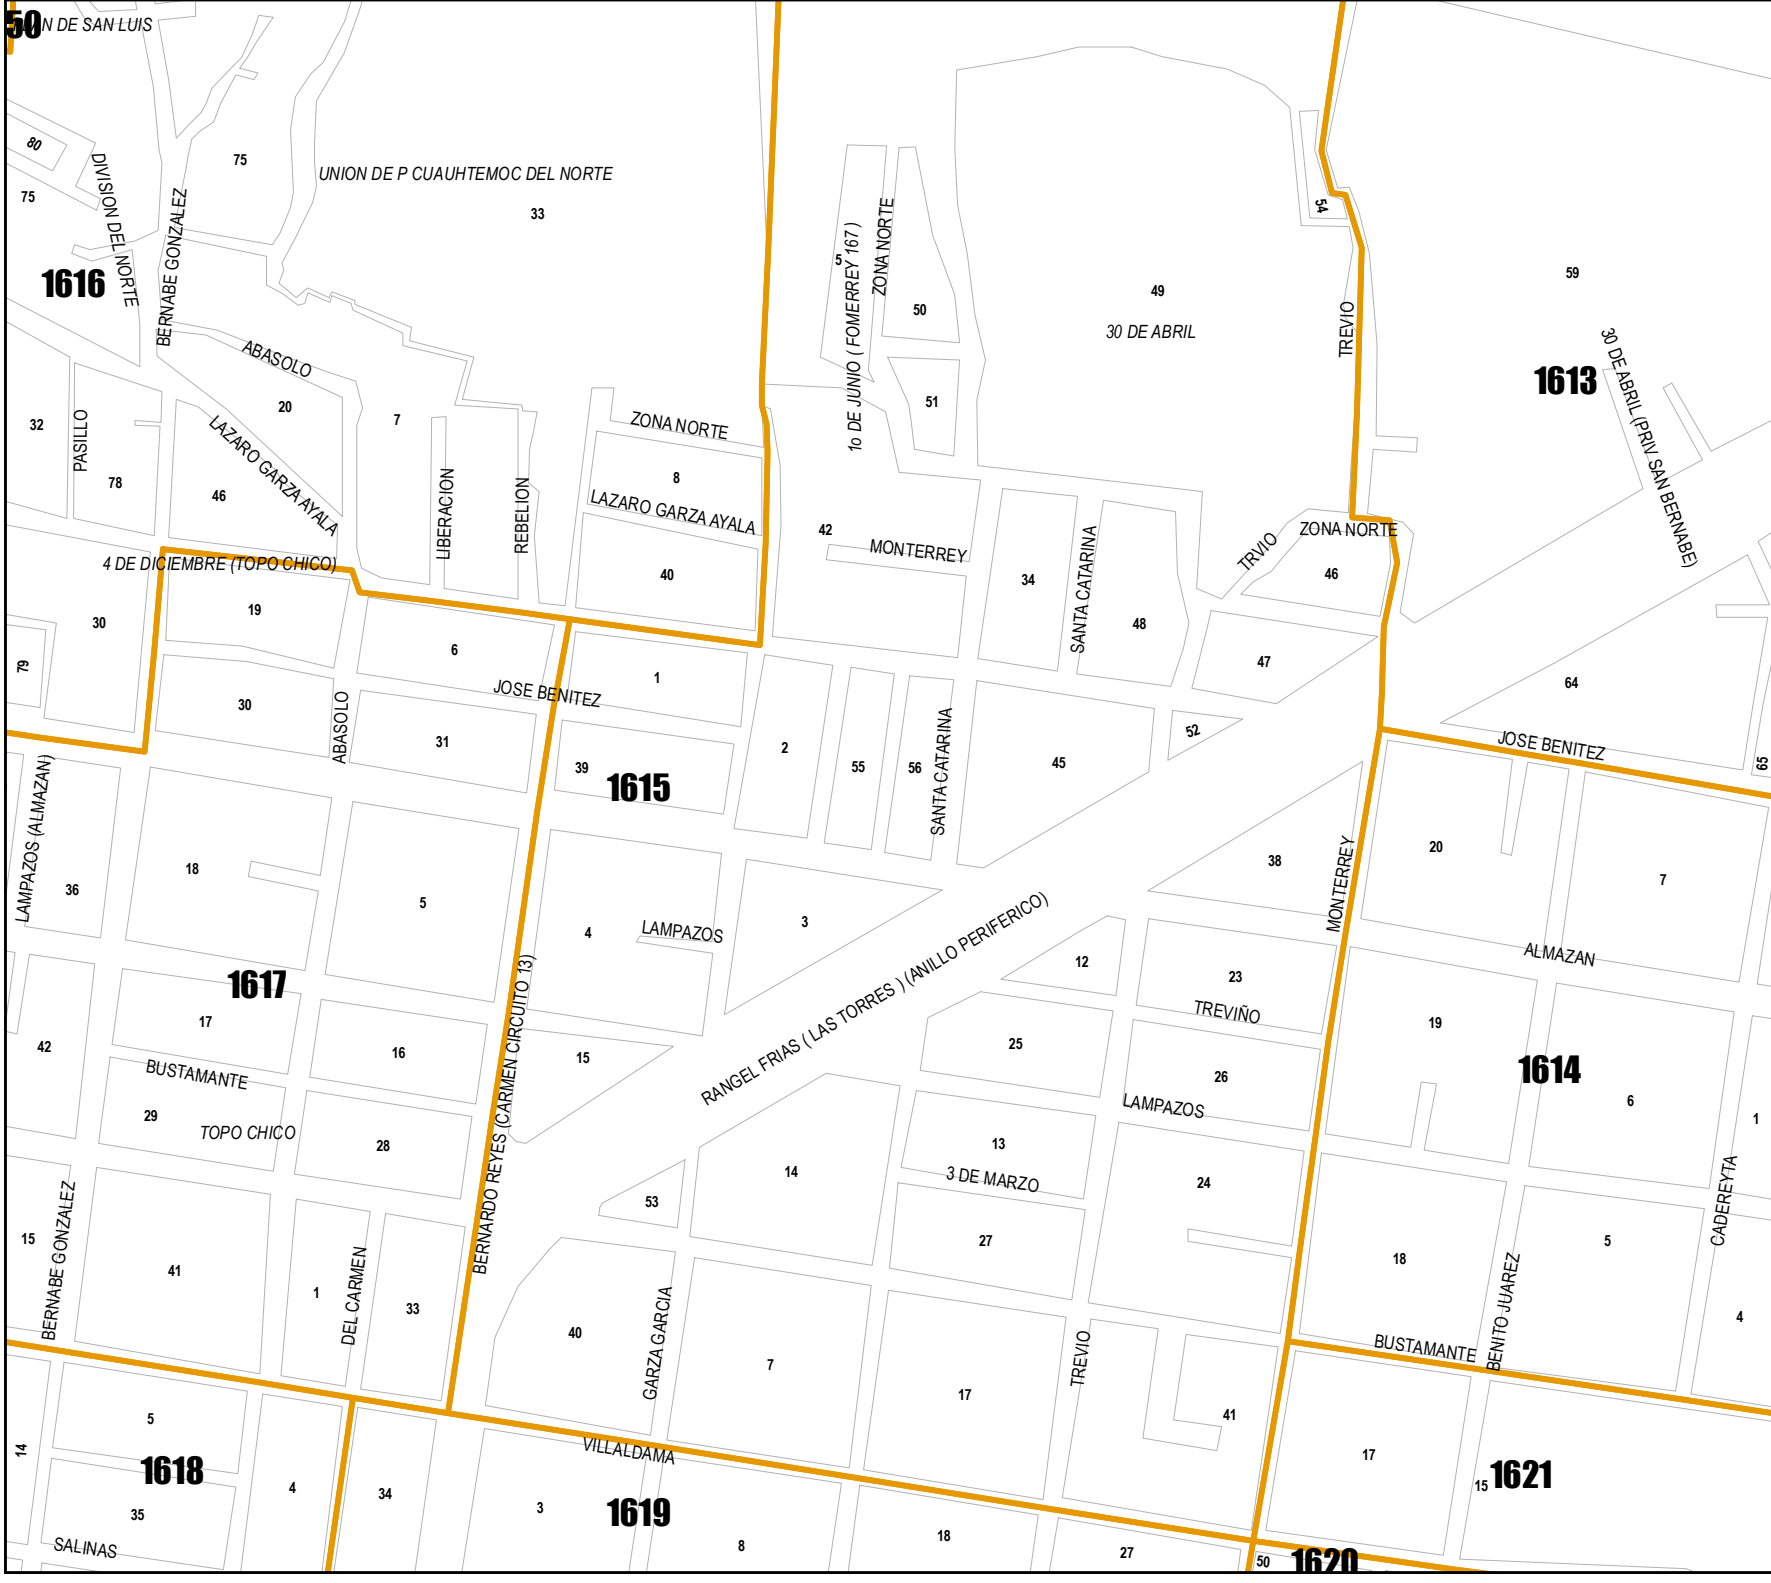 50
AN DE SAN LUIS
80
75
75
UNION DE P CUAUHTEMOC DEL NORTE
33
DIVISION DEL NORTE
BERNABE GONZALEZ
1616
ZONA NORTE
5
1o DE JUNIO ( FOMERREY 167 )
50
51
49
30 DE ABRIL
54
TREVIO
59
1613
30 DE ABRIL (PRIV SAN BERNABE)
ABASOLO
20
7
32
PASILLO
78
46
LAZARO GARZA AYALA
LIBERACION
REBELION
ZONA NORTE
8
LAZARO GARZA AYALA
40
42
MONTERREY
34
SANTA CATARINA
48
TRVIO
ZONA NORTE
46
47
4 DE DICIEMBRE (TOPO CHICO)
19
30
79
6
JOSE BENITEZ
1
30
ABASOLO
31
39
1615
2
55
56
SANTA CATARINA
45
52
64
JOSE BENITEZ
65
LAMPAZOS (ALMAZAN)
36
18
5
4
LAMPAZOS
3
38
MONTERREY
20
7
ALMAZAN
RANGEL FRIAS ( LAS TORRES ) (ANILLO PERIFERICO)
12
23
TREVIÑO
1617
17
42
16
15
BERNARDO REYES (CARMEN CIRCUITO 13)
25
26
LAMPAZOS
19
1614
6
1
BUSTAMANTE
29
TOPO CHICO
28
14
13
3 DE MARZO
24
53
27
CADEREYTA
15
BERNABE GONZALEZ
41
1
DEL CARMEN
33
40
GARZA GARCIA
7
17
TREVIO
41
18
5
4
BENITO JUAREZ
BUSTAMANTE
14
5
1618
35
4
34
SALINAS
VILLALDAMA
3
1619
8
18
27
17
15
1621
50
1620